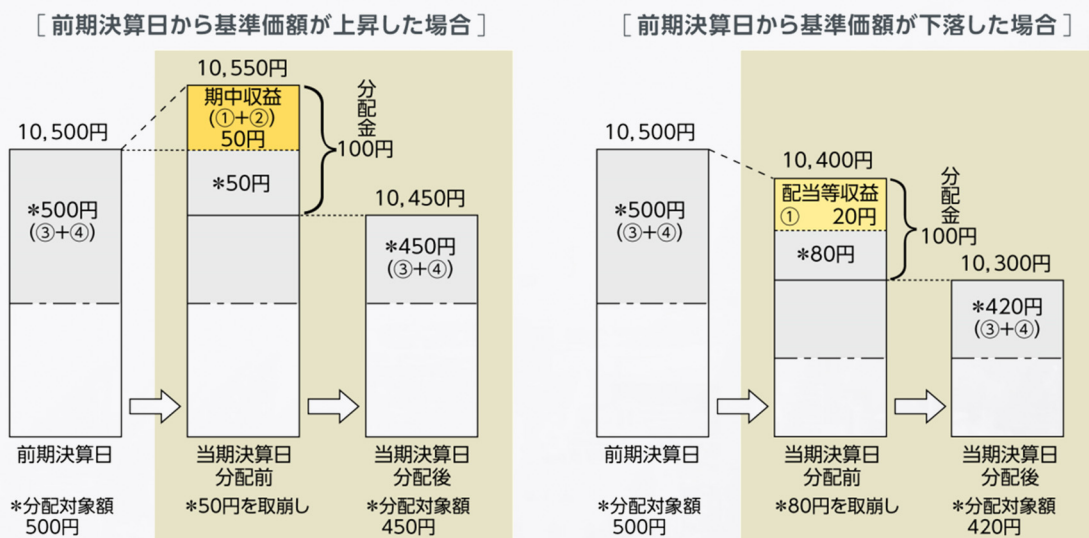 ［前期決算日から基準価額が上昇した場合］
10,500円
＊500円
(③＋④)
前期決算日
＊分配対象額
500円
10,550円
期中収益
(①＋②)
50円
＊50円
分配金
100円
当期決算日
分配前
＊50円を取崩し
10,450円
＊450円
(③＋④)
当期決算日
分配後
＊分配対象額
450円
［前期決算日から基準価額が下落した場合］
10,500円
＊500円
(③＋④)
前期決算日
＊分配対象額
500円
10,400円
配当等収益
① 20円
＊80円
分配金
100円
当期決算日
分配前
＊80円を取崩し
10,300円
＊420円
(③＋④)
当期決算日
分配後
＊分配対象額
420円